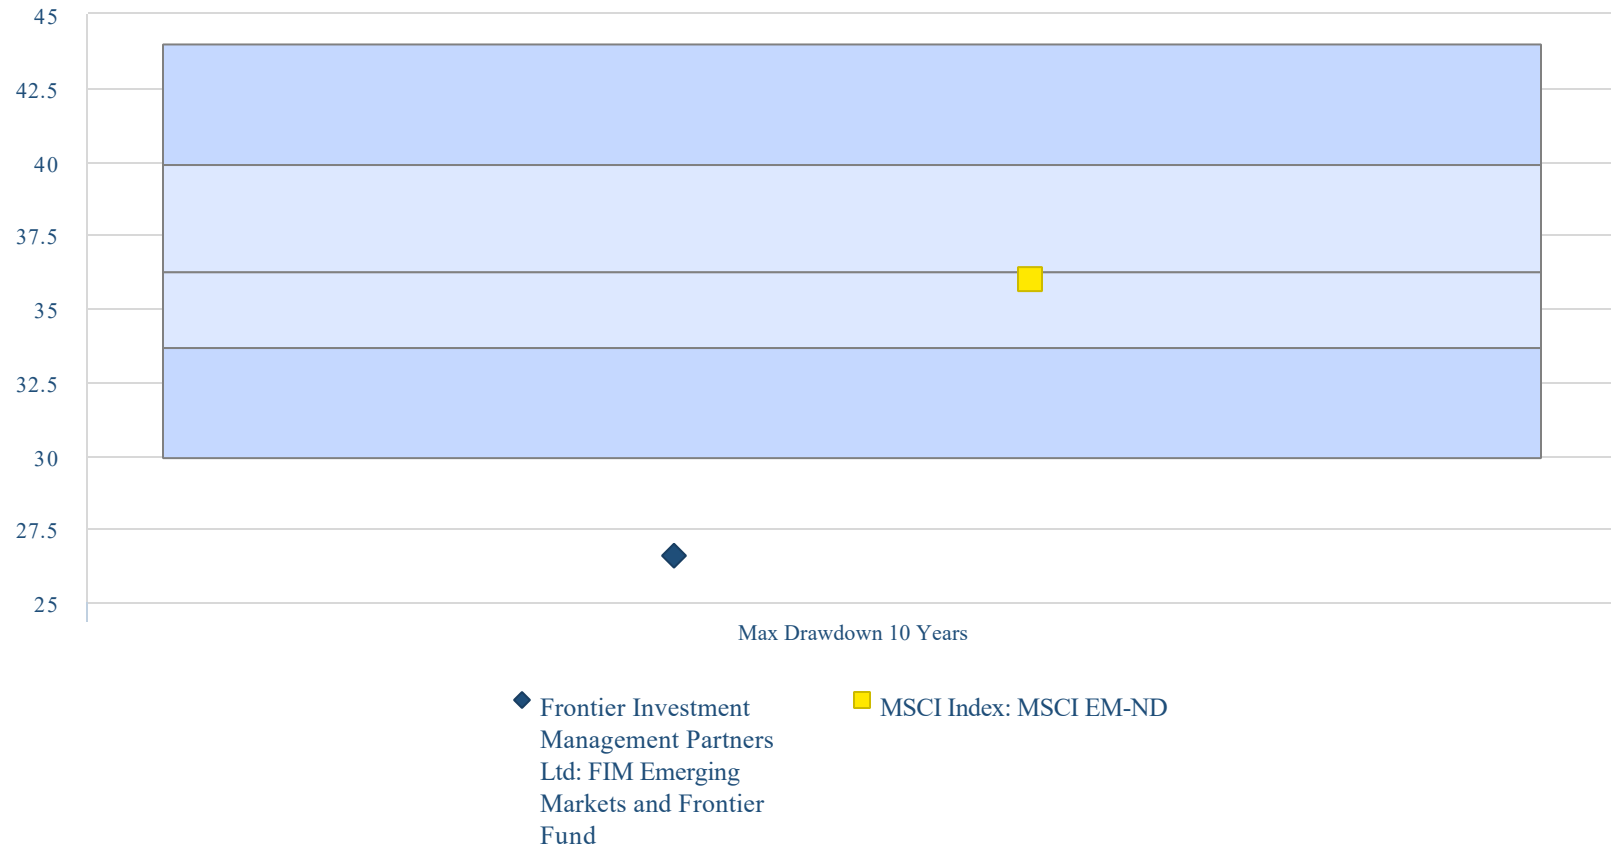 45
42.5
40
37.5
35
32.5
30
27.5
25
Max Drawdown 10 Years
Frontier Investment
Management Partners
Ltd: FIM Emerging
Markets and Frontier
Fund
MSCI Index: MSCI EM-ND